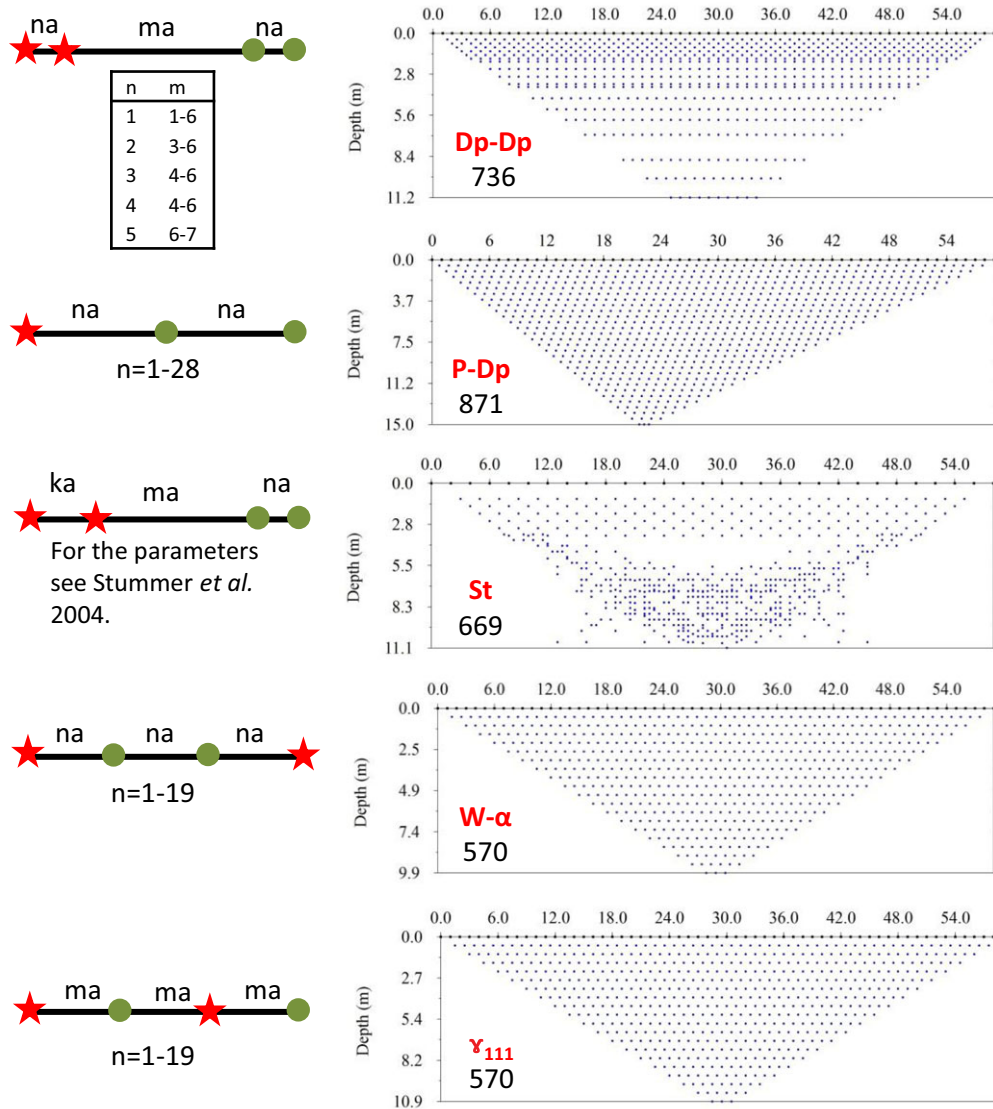 na ma
n m
1 1-6
2 3-6
3 4-6
4 4-6
5 6-7
0.0 6.0 12.0 18.0 24.0 30.0 36.0 42.0 48.0 54.0
Depth (m)
0.0
2.8
5.6
8.4
11.2
Dp-Dp
736
na na
n=1-28
0 6 12 18 24 30 36 42 48 54
Depth (m)
0.0
3.7
7.5
11.2
15.0
P-Dp
871
ka ma na
For the parameters
see Stummer et al.
2004.
0.0 6.0 12.0 18.0 24.0 30.0 36.0 42.0 48.0 54.0
Depth (m)
0.0
2.8
5.5
8.3
11.1
St
669
na na na
n=1-19
0.0 6.0 12.0 18.0 24.0 30.0 36.0 42.0 48.0 54.0
Depth (m)
0.0
2.5
4.9
7.4
9.9
W-α
570
ma ma ma
n=1-19
0.0 6.0 12.0 18.0 24.0 30.0 36.0 42.0 48.0 54.0
Depth (m)
0.0
2.7
5.4
8.2
10.9
γ111
570